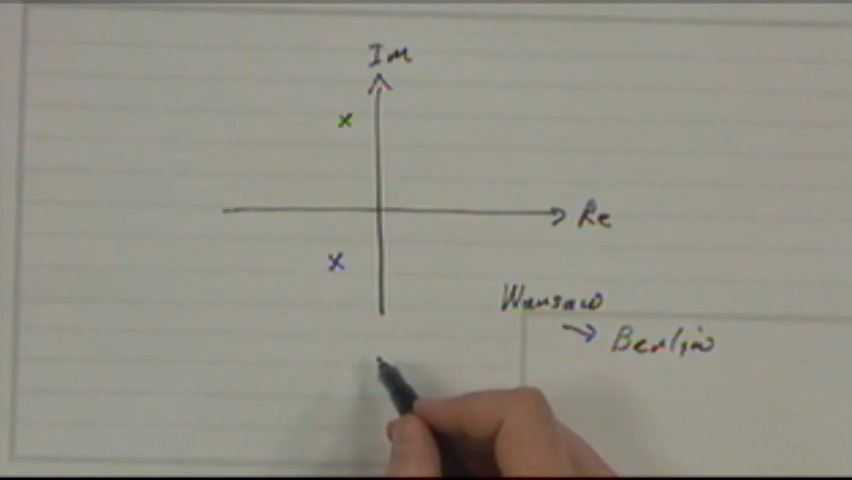 Im
x
Re
x
Warsaw
→ Berlin